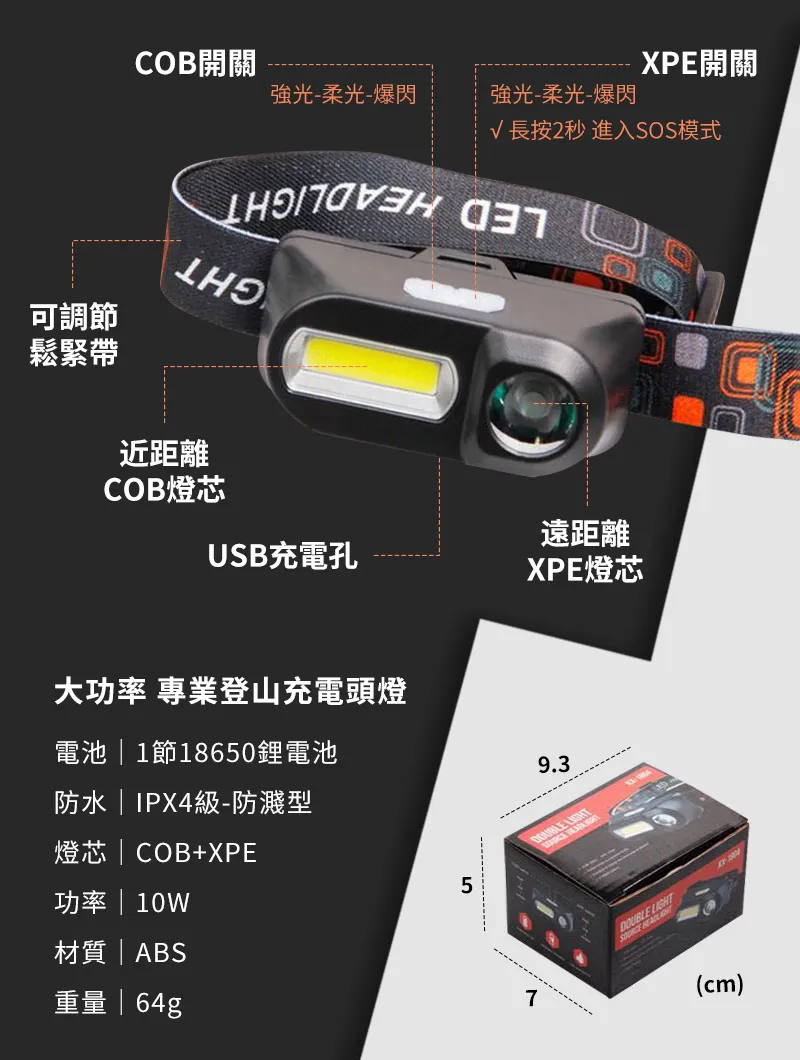 COB開關
XPE開關
強光-柔光-爆閃
強光-柔光-爆閃
√ 長按2秒 進入SOS模式
LED HEADLIGHT
GHT
可調節
鬆緊帶
近距離
COB燈芯
USB充電孔
遠距離
XPE燈芯
大功率 專業登山充電頭燈
電池｜1節18650鋰電池
防水｜IPX4級-防濺型
燈芯｜COB+XPE
功率｜10W
材質｜ABS
重量｜64g
9.3
5
7
(cm)
KX-1804
DOUBLE LIGHT
SOURCE HEADLIGHT
KX-1804
DOUBLE LIGHT
SOURCE HEADLIGHT